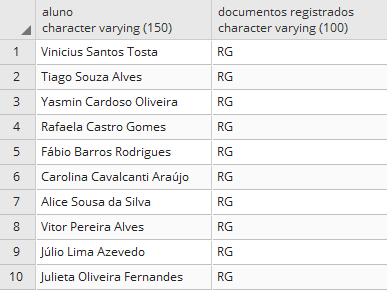 aluno documentos registrados
character varying (150) character varying (100)
1 Vinicius Santos Tosta RG
2 Tiago Souza Alves RG
3 Yasmin Cardoso Oliveira RG
4 Rafaela Castro Gomes RG
5 Fábio Barros Rodrigues RG
6 Carolina Cavalcanti Araújo RG
7 Alice Sousa da Silva RG
8 Vitor Pereira Alves RG
9 Júlio Lima Azevedo RG
10 Julieta Oliveira Fernandes RG